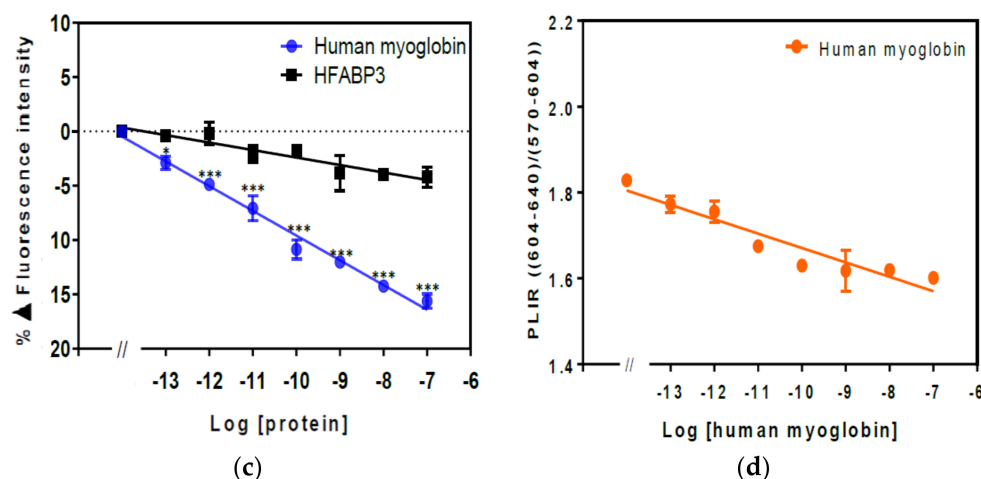 10
5
0
-5
10
15
20
% ▲ Fluorescence intensity
Human myoglobin
HFABP3
*
***
***
***
***
***
***
//
-13 -12 -11 -10 -9 -8 -7 -6
Log [protein]
(c)
2.2
2.0
1.8
1.6
1.4
PLIR ((604-640)/(570-604))
Human myoglobin
//
-13 -12 -11 -10 -9 -8 -7 -6
Log [human myoglobin]
(d)